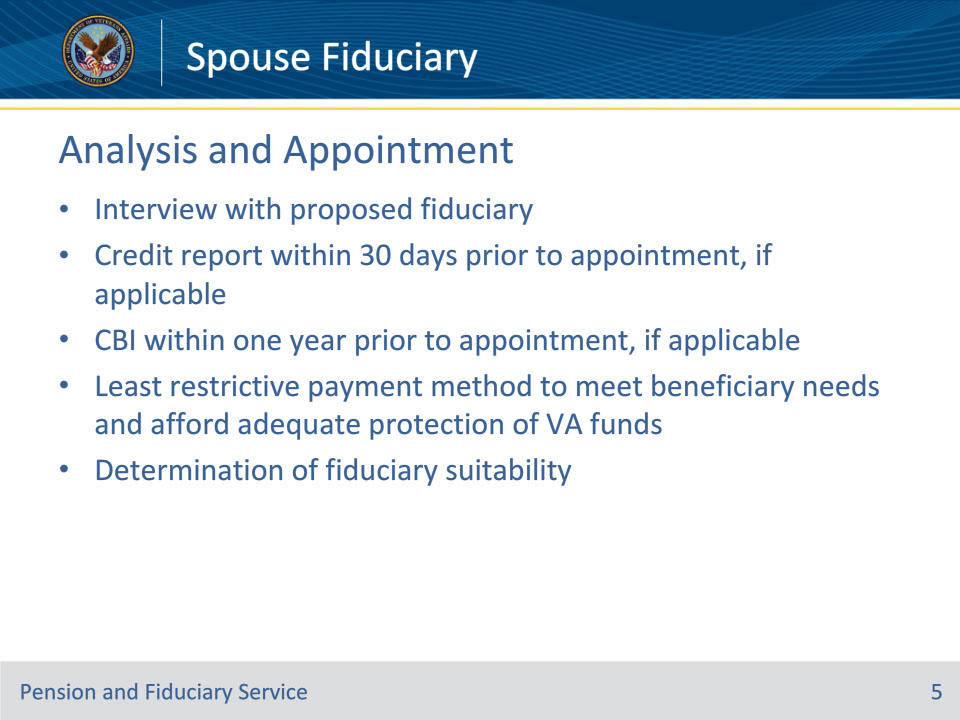 Spouse Fiduciary
Analysis and Appointment
• Interview with proposed fiduciary
• Credit report within 30 days prior to appointment, if
applicable
• CBI within one year prior to appointment, if applicable
• Least restrictive payment method to meet beneficiary needs
and afford adequate protection of VA funds
• Determination of fiduciary suitability
Pension and Fiduciary Service
5